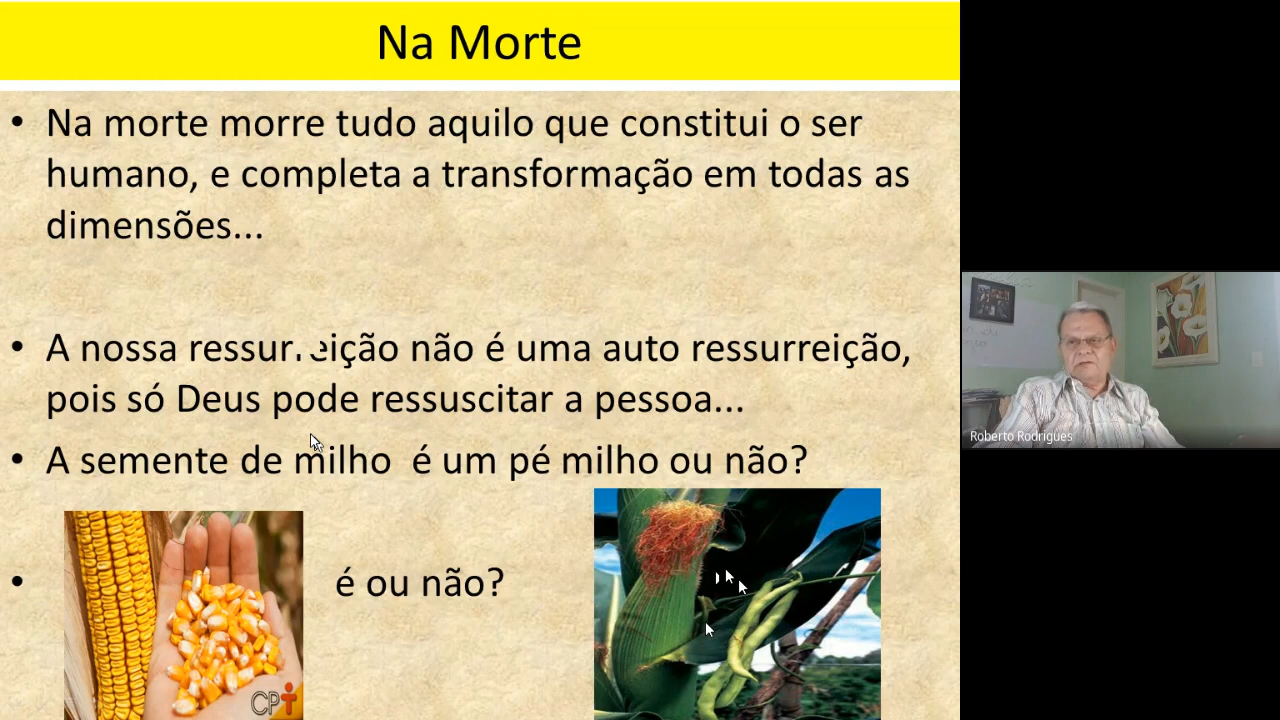 Na Morte
• Na morte morre tudo aquilo que constitui o ser
humano, e completa a transformação em todas as
dimensões...
• A nossa ressurreição não é uma auto ressurreição,
pois só Deus pode ressuscitar a pessoa...
• A semente de milho é um pé milho ou não?
• é ou não?
CPT
Roberto Rodrigues